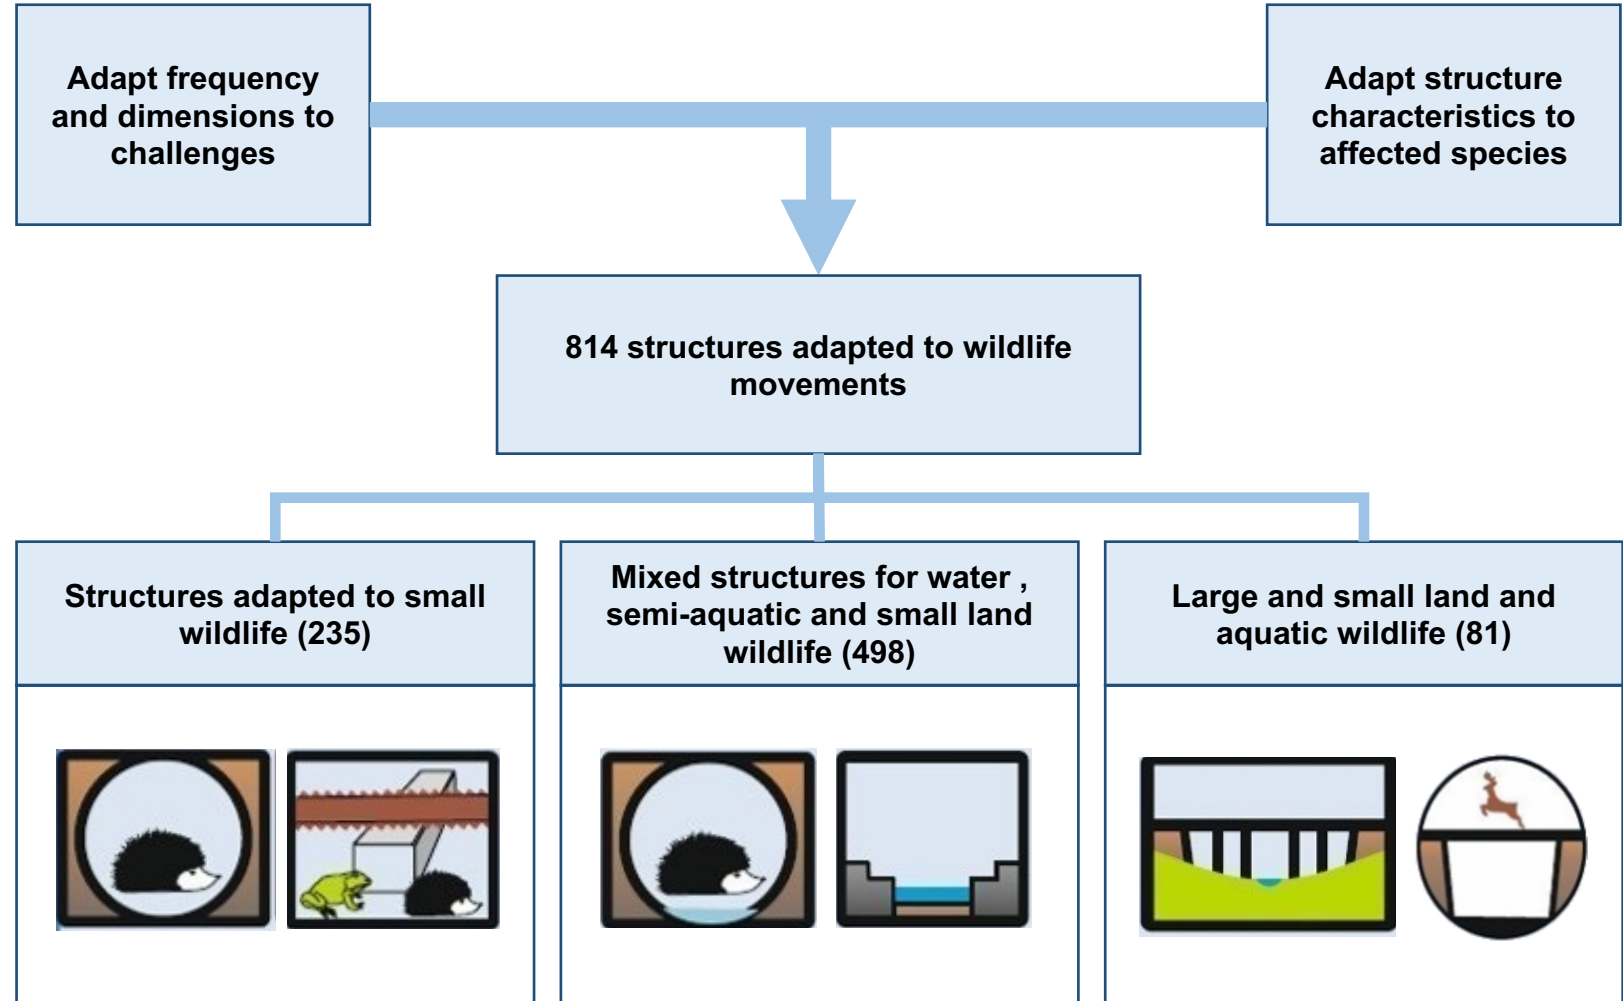 Adapt frequency
and dimensions to
challenges
Adapt structure
characteristics to
affected species
814 structures adapted to wildlife
movements
Structures adapted to small
wildlife (235)
Mixed structures for water ,
semi-aquatic and small land
wildlife (498)
Large and small land and
aquatic wildlife (81)